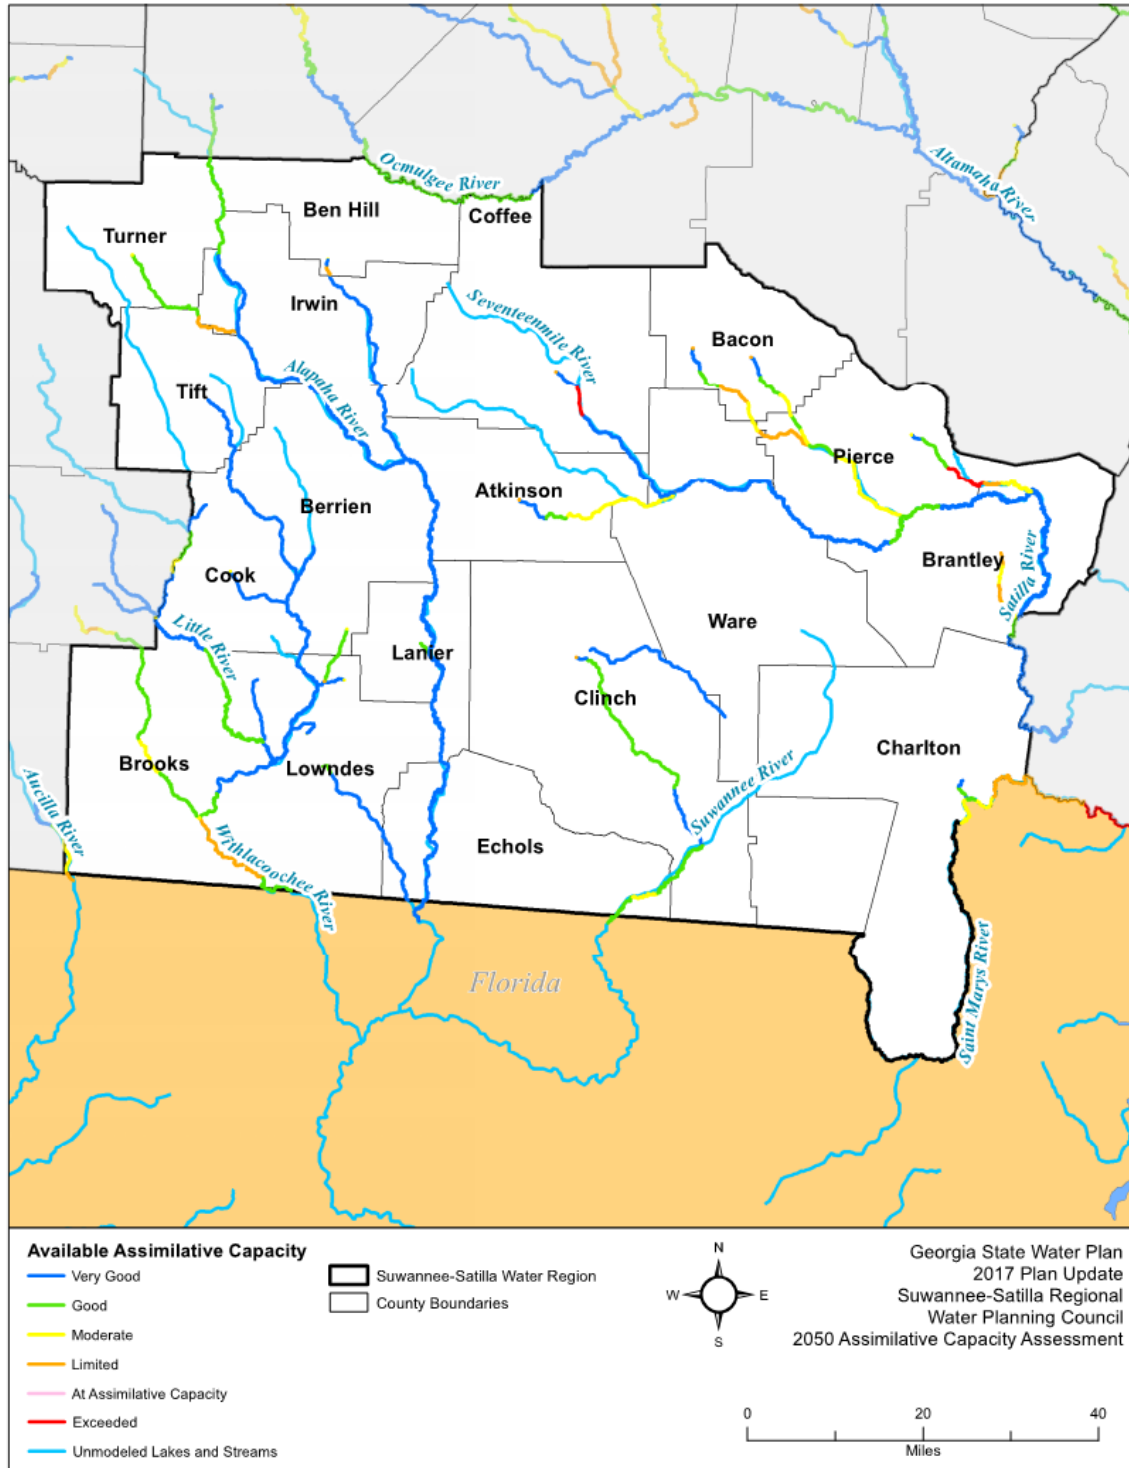 Ocmulgee River
Altamaha River
Ben Hill
Coffee
Turner
Irwin
Seventeenmile River
Bacon
Tift
Alapaha River
Pierce
Atkinson
Berrien
Brantley
Cook
Satilla River
Little River
Ware
Lanier
Clinch
Charlton
Brooks
Lowndes
Suwannee River
Aucilla River
Withlacoochee River
Echols
Saint Marys River
Florida
Available Assimilative Capacity
Very Good
Good
Moderate
Limited
At Assimilative Capacity
Exceeded
Unmodeled Lakes and Streams
Suwannee-Satilla Water Region
County Boundaries
N
W E
S
Georgia State Water Plan
2017 Plan Update
Suwannee-Satilla Regional
Water Planning Council
2050 Assimilative Capacity Assessment
0 20 40
Miles